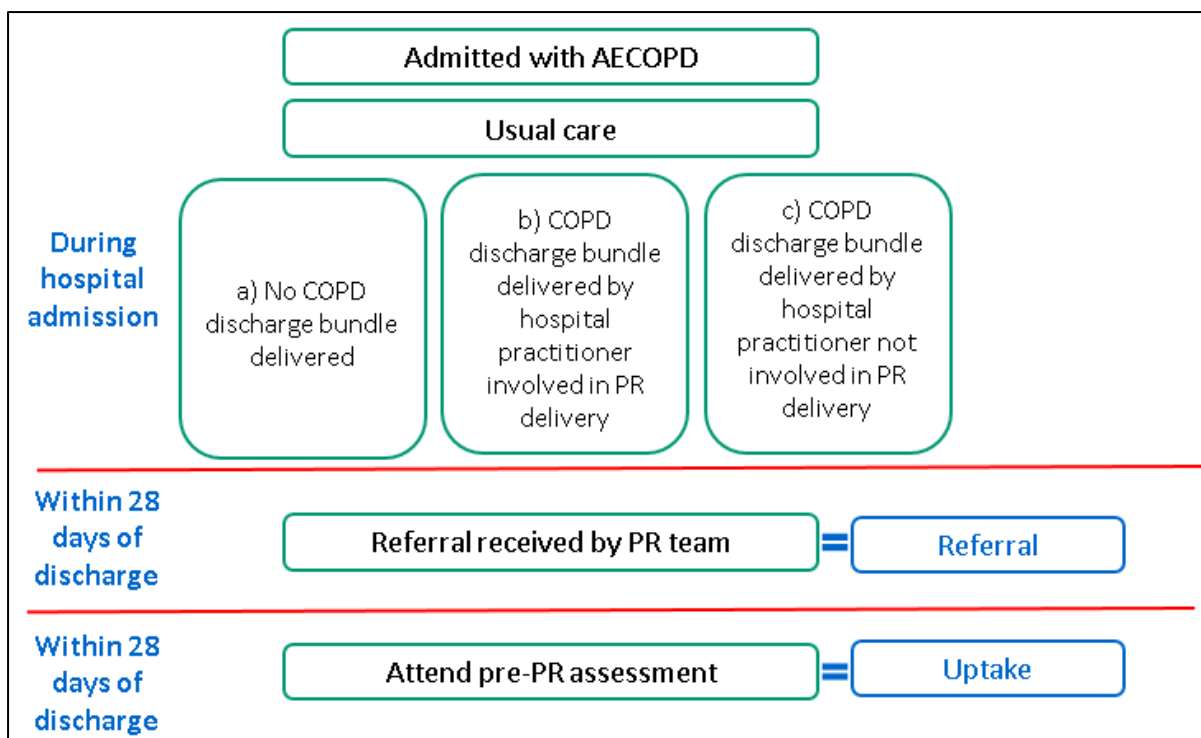 Admitted with AECOPD
Usual care
During
hospital
admission
a) No COPD
discharge bundle
delivered
b) COPD
discharge bundle
delivered by
hospital
practitioner
involved in PR
delivery
c) COPD
discharge bundle
delivered by
hospital
practitioner not
involved in PR
delivery
Within 28
days of
discharge
Referral received by PR team = Referral
Within 28
days of
discharge
Attend pre-PR assessment = Uptake